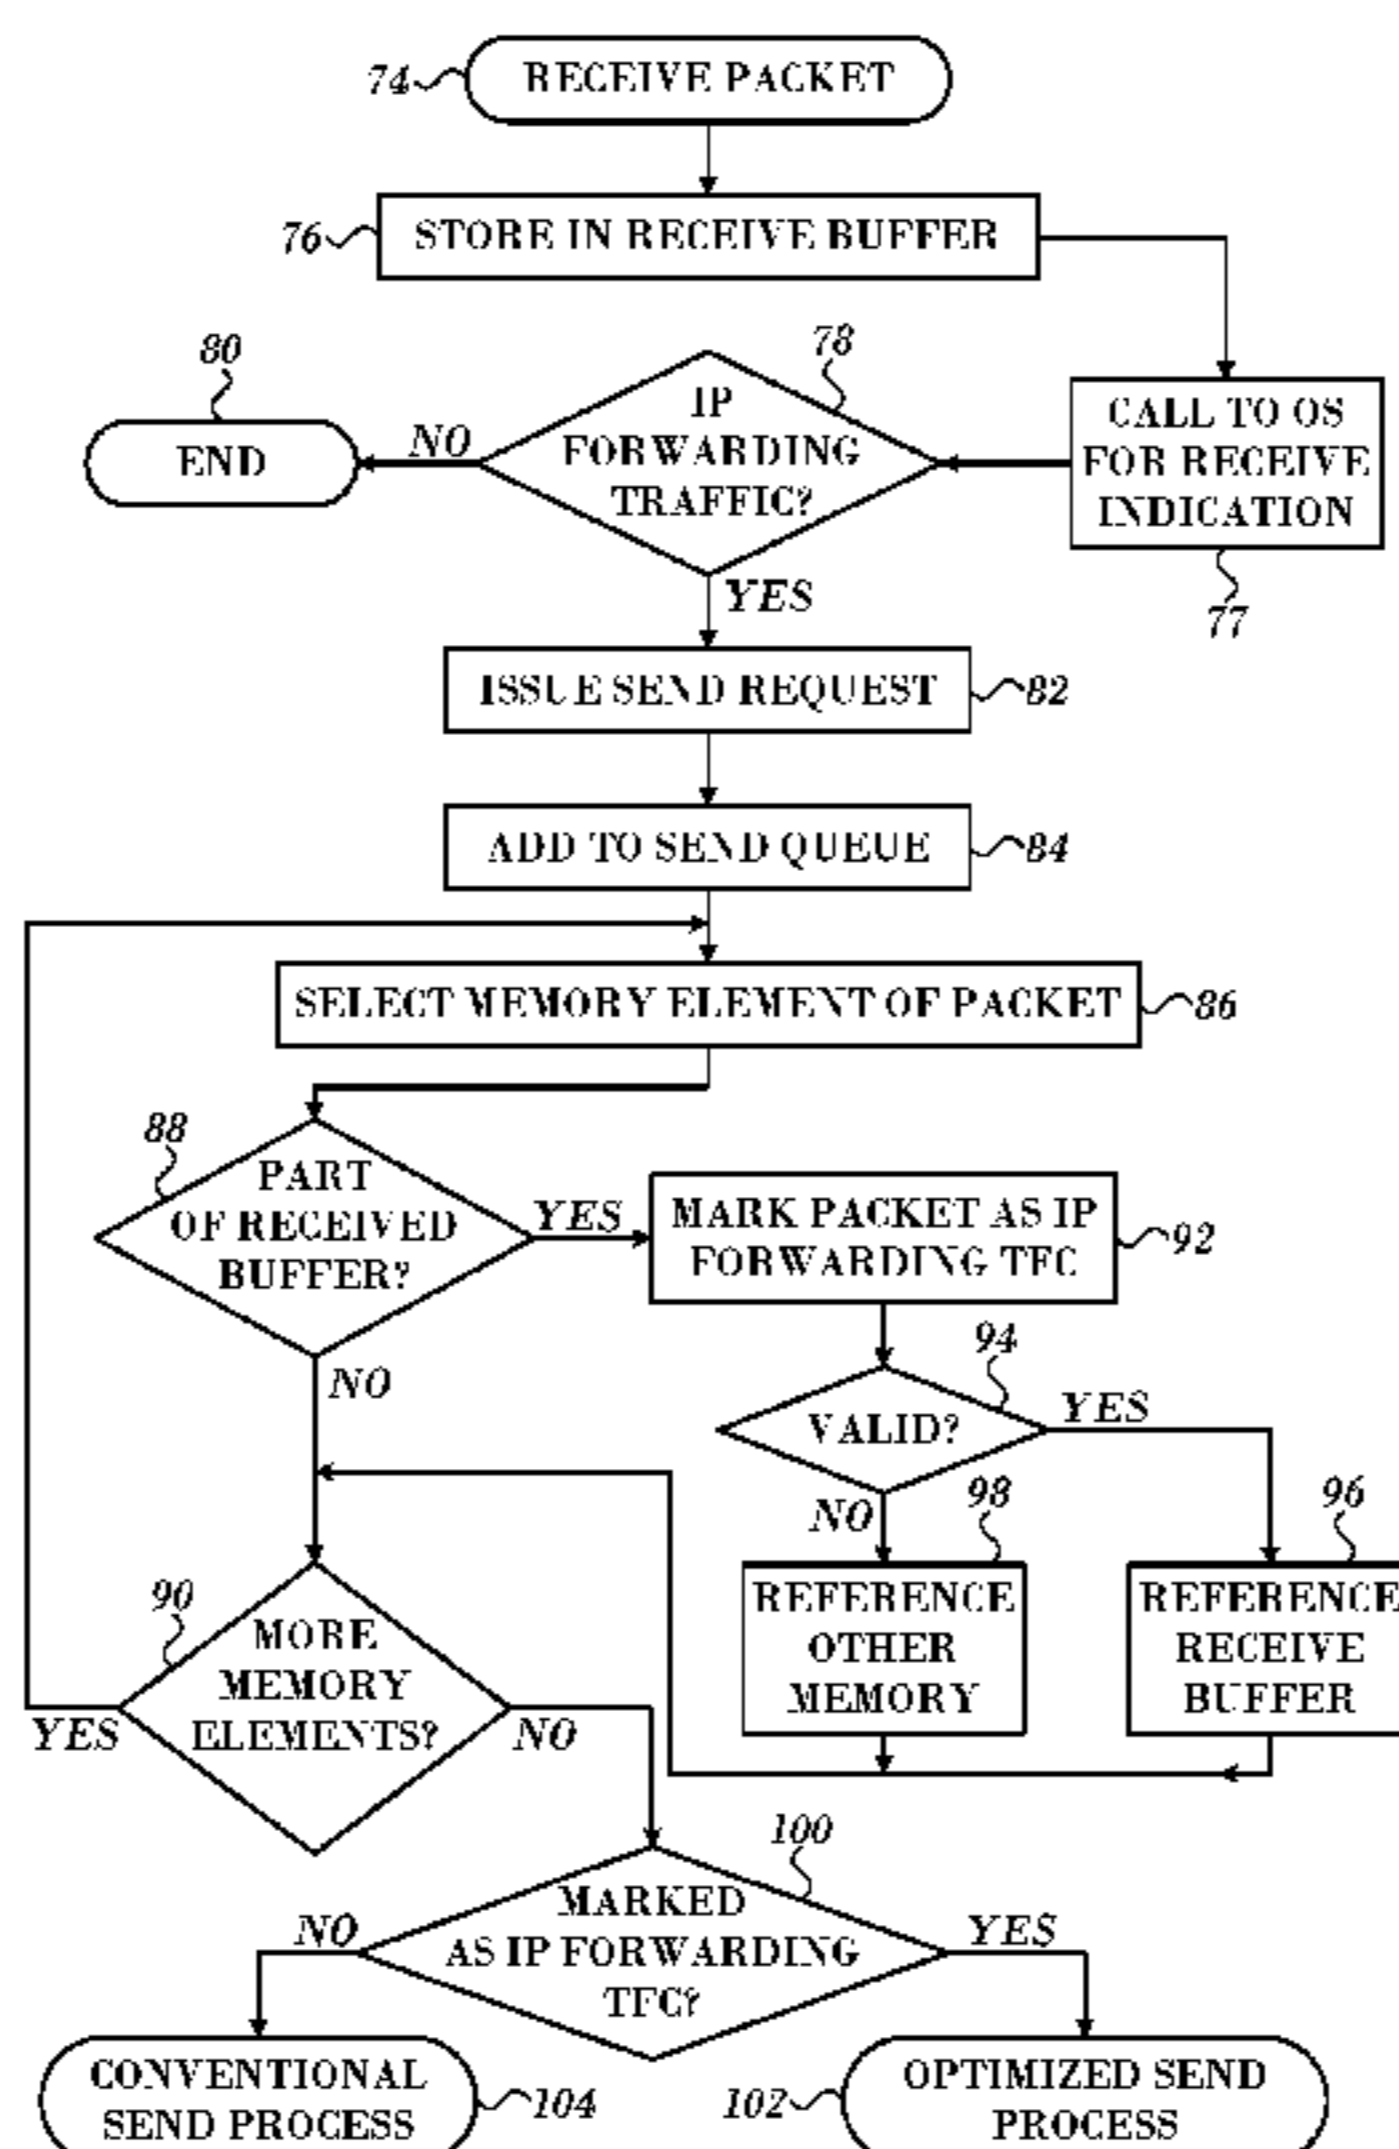 74
RECEIVE PACKET
76
STORE IN RECEIVE BUFFER
80
END
NO
78
IP
FORWARDING
TRAFFIC?
CALL TO OS
FOR RECEIVE
INDICATION
77
YES
ISSUE SEND REQUEST
82
ADD TO SEND QUEUE
84
SELECT MEMORY ELEMENT OF PACKET
86
88
PART
OF RECEIVED
BUFFER?
YES
MARK PACKET AS IP
FORWARDING TFC
92
NO
94
VALID?
YES
NO
98
96
REFERENCE
OTHER
MEMORY
REFERENCE
RECEIVE
BUFFER
90
MORE
MEMORY
ELEMENTS?
YES
NO
100
MARKED
AS IP FORWARDING
TFC?
NO
YES
CONVENTIONAL
SEND PROCESS
104
102
OPTIMIZED SEND
PROCESS